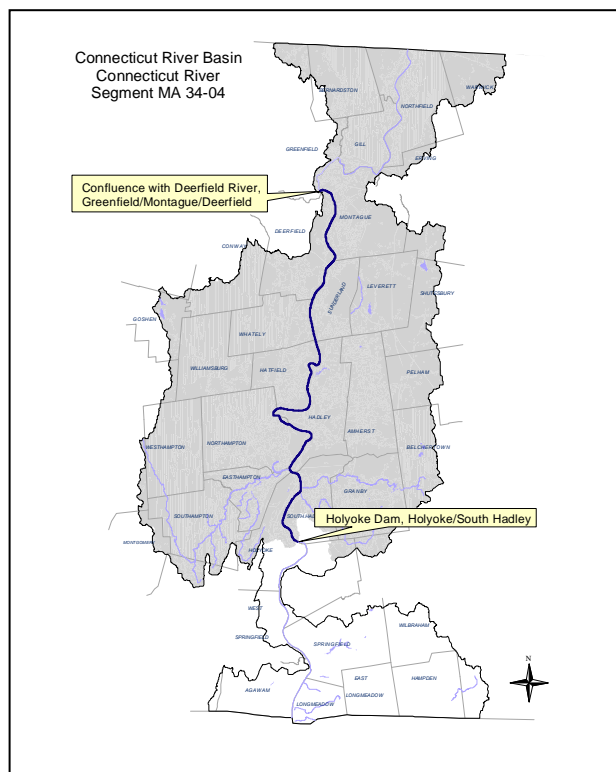 Connecticut River Basin
Connecticut River
Segment MA 34-04
BERNARDSTON
WARWICK
NORTHFIELD
GILL
GREENFIELD
ERVING
Confluence with Deerfield River,
Greenfield/Montague/Deerfield
MONTAGUE
DEERFIELD
CONWAY
LEVERETT
SUNDERLAND
SHUTESBURY
GOSHEN
WHATELY
WILLIAMSBURG
HATFIELD
PELHAM
HADLEY
AMHERST
NORTHAMPTON
WESTHAMPTON
BELCHERTOWN
EASTHAMPTON
GRANBY
SOUTHAMPTON
SOUTH HAD
Holyoke Dam, Holyoke/South Hadley
MONTGOMERY
HOLYOKE
WEST
SPRINGFIELD
WILBRAHAM
SPRINGFIELD
EAST
LONGMEADOW
HAMPDEN
AGAWAM
LONGMEADOW
N